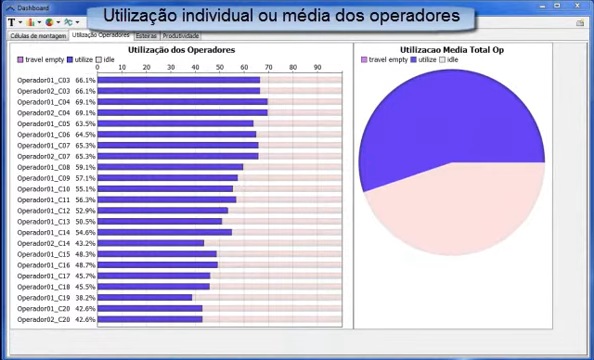 Dashboard
Utilização individual ou média dos operadores
Células de montagem
Utilização Operadores
Esteiras
Produtividade
Utilização dos Operadores
travel empty utilize idle
0 10 20 30 40 50 60 70 80 90
Operador01_C03 66.1%
Operador02_C03 66.1%
Operador01_C04 69.1%
Operador02_C04 69.1%
Operador01_C05 63.5%
Operador01_C06 64.5%
Operador01_C07 65.3%
Operador02_C07 65.3%
Operador01_C08 59.1%
Operador01_C09 57.1%
Operador01_C10 55.1%
Operador01_C11 56.3%
Operador01_C12 52.9%
Operador01_C13 50.5%
Operador01_C14 54.6%
Operador02_C14 43.2%
Operador01_C15 48.3%
Operador01_C16 48.7%
Operador01_C17 45.7%
Operador01_C18 45.5%
Operador01_C19 38.2%
Operador01_C20 42.6%
Operador02_C20 42.6%
Utilizacao Media Total Op
travel empty utilize idle